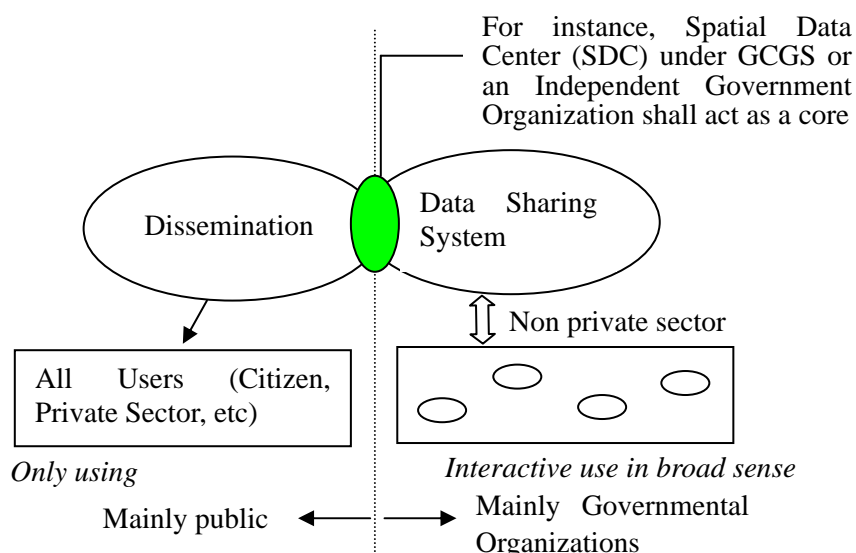 For instance, Spatial Data
Center (SDC) under GCGS or
an Independent Government
Organization shall act as a core
Dissemination
Data Sharing
System
Non private sector
All Users (Citizen,
Private Sector, etc)
Only using
Interactive use in broad sense
Mainly public
Mainly Governmental
Organizations